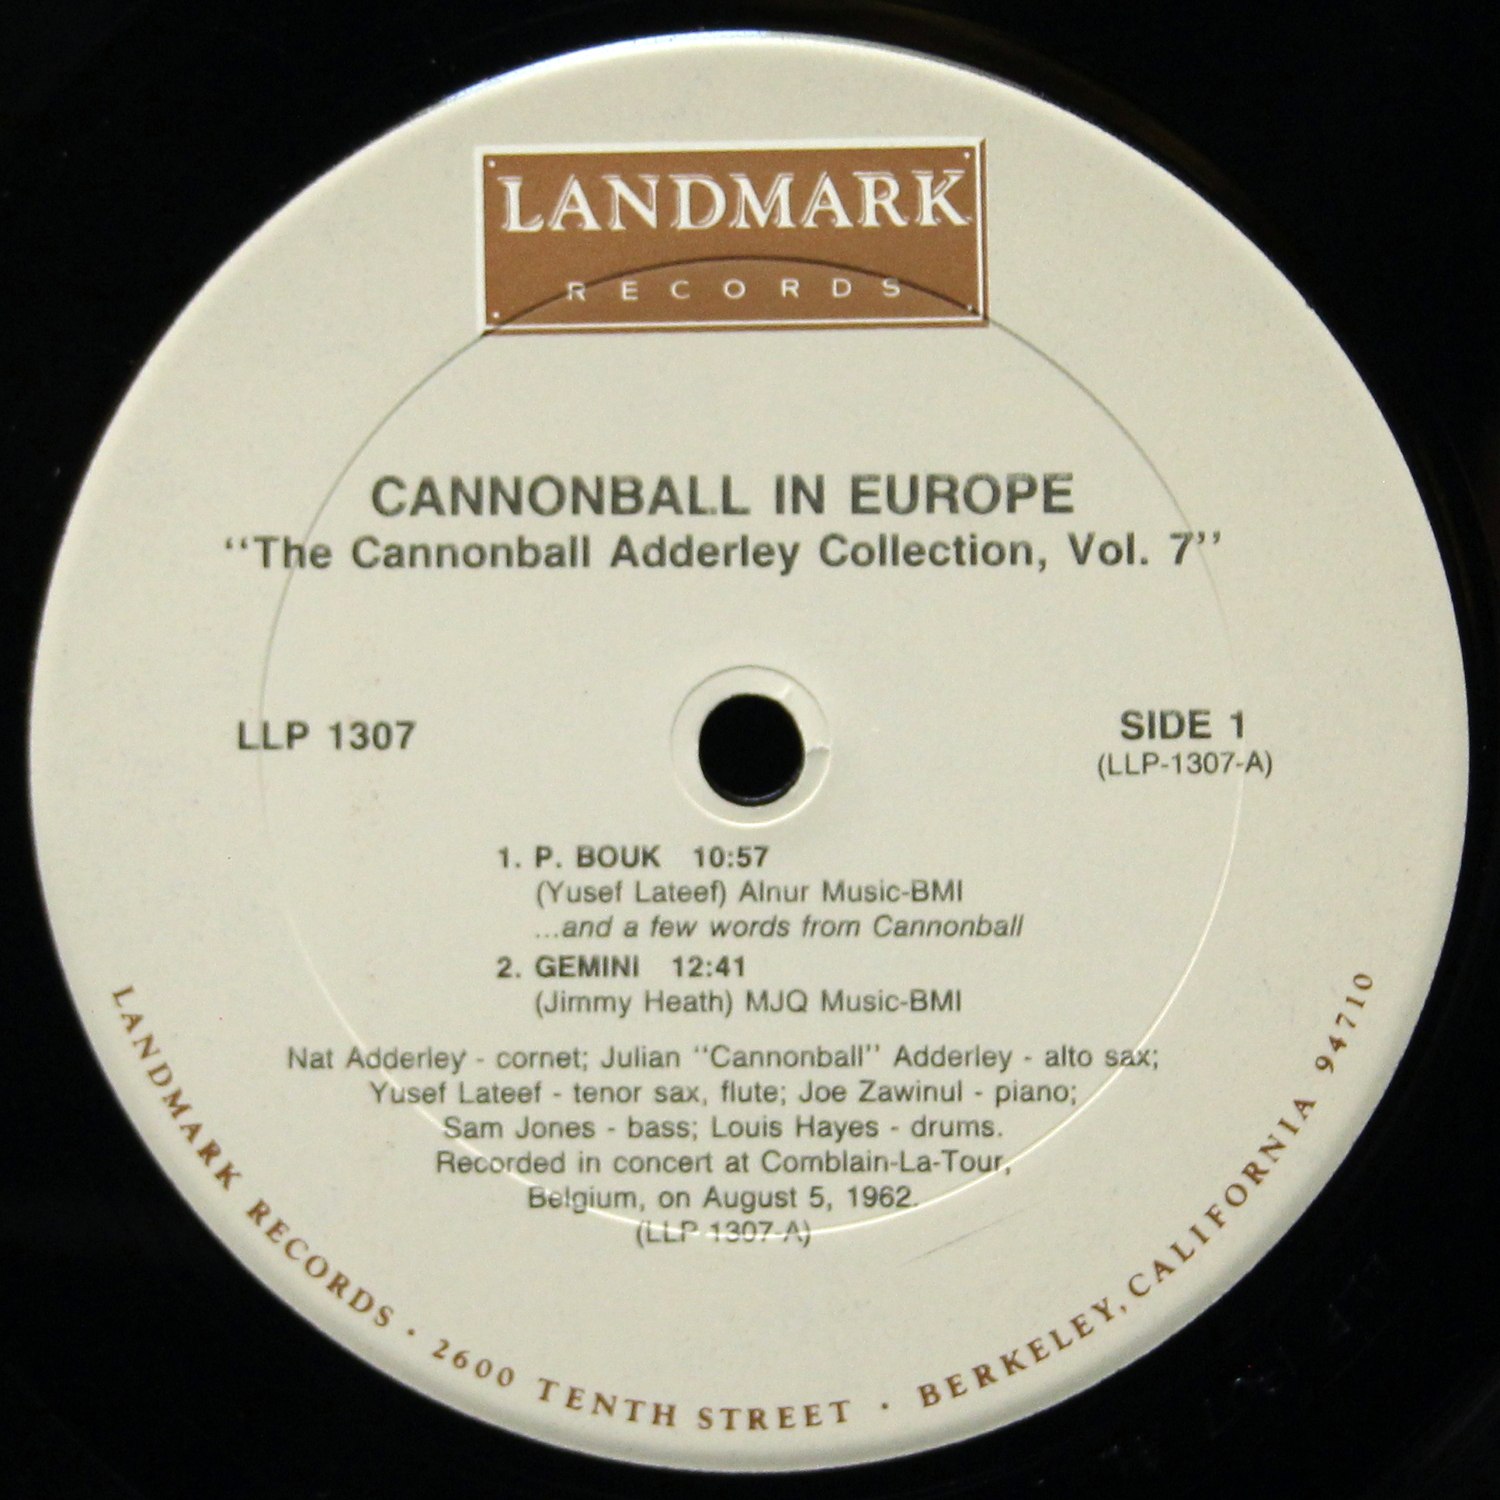 LANDMARK
RECORDS
CANNONBALL IN EUROPE
“The Cannonball Adderley Collection, Vol. 7”
LLP 1307
SIDE 1
(LLP-1307-A)
1. P. BOUK 10:57
(Yusef Lateef) Alnur Music-BMI
...and a few words from Cannonball
2. GEMINI 12:41
(Jimmy Heath) MJQ Music-BMI
Nat Adderley - cornet; Julian “Cannonball” Adderley - alto sax;
Yusef Lateef - tenor sax, flute; Joe Zawinul - piano;
Sam Jones - bass; Louis Hayes - drums.
Recorded in concert at Comblain-La-Tour,
Belgium, on August 5, 1962.
(LLP-1307-A)
LANDMARK RECORDS · 2600 TENTH STREET · BERKELEY, CALIFORNIA 94710